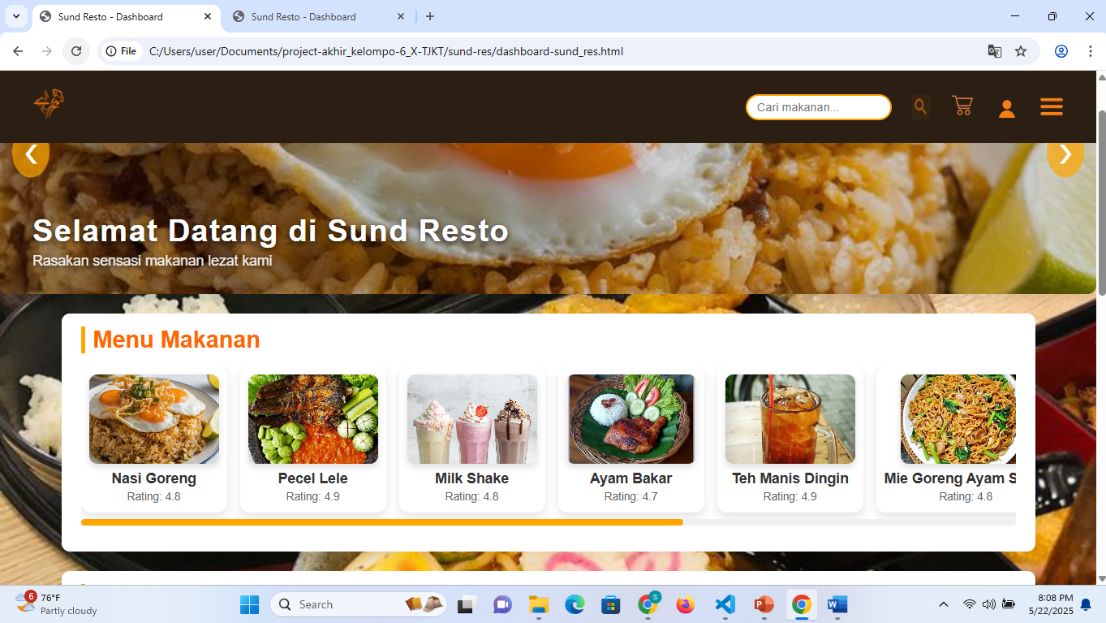 Sund Resto - Dashboard
Sund Resto - Dashboard
File
C:/Users/user/Documents/project-akhir_kelompo-6_X-TJKT/sund-res/dashboard-sund_res.html
Cari makanan...
Selamat Datang di Sund Resto
Rasakan sensasi makanan lezat kami
Menu Makanan
Nasi Goreng
Rating: 4.8
Pecel Lele
Rating: 4.9
Milk Shake
Rating: 4.8
Ayam Bakar
Rating: 4.7
Teh Manis Dingin
Rating: 4.9
Mie Goreng Ayam S
Rating: 4.8
6
76°F
Partly cloudy
Search
S
8:08 PM
5/22/2025